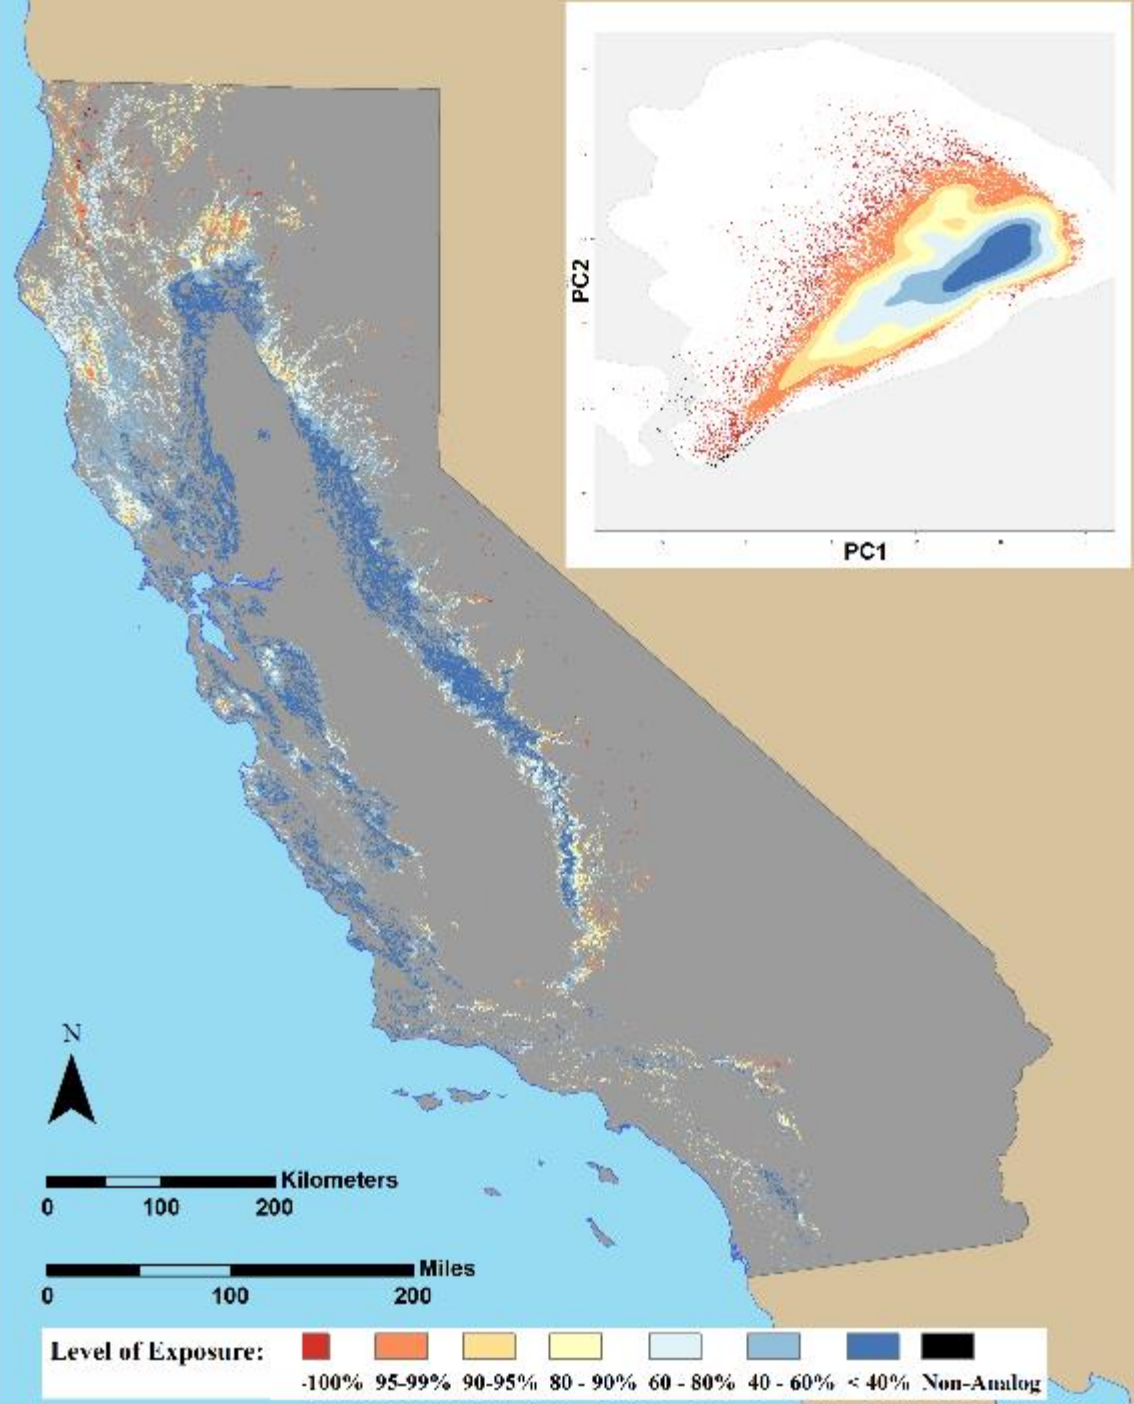 PC2
PC1
N
Kilometers
0 100 200
Miles
0 100 200
Level of Exposure:
-100% 95-99% 90-95% 80 - 90% 60 - 80% 40 - 60% < 40% Non-Analog